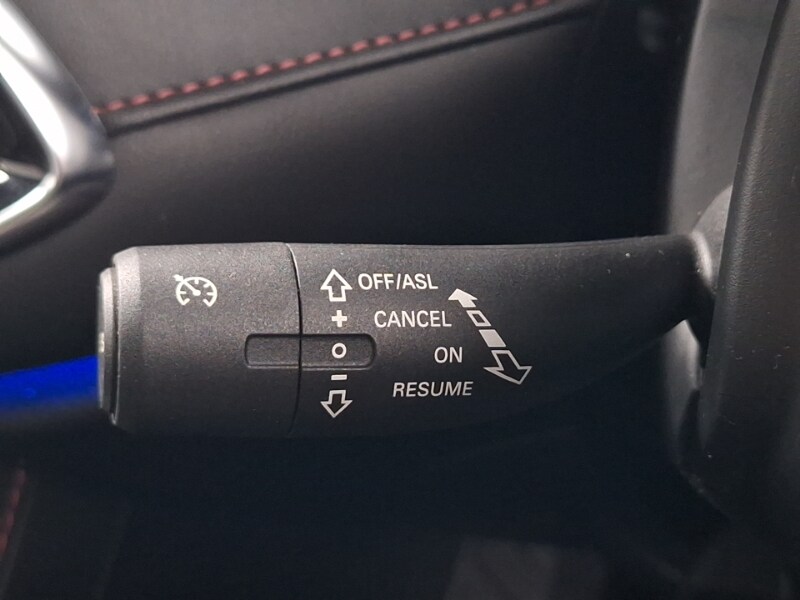 OFF/ASL
+ CANCEL
O ON
- RESUME